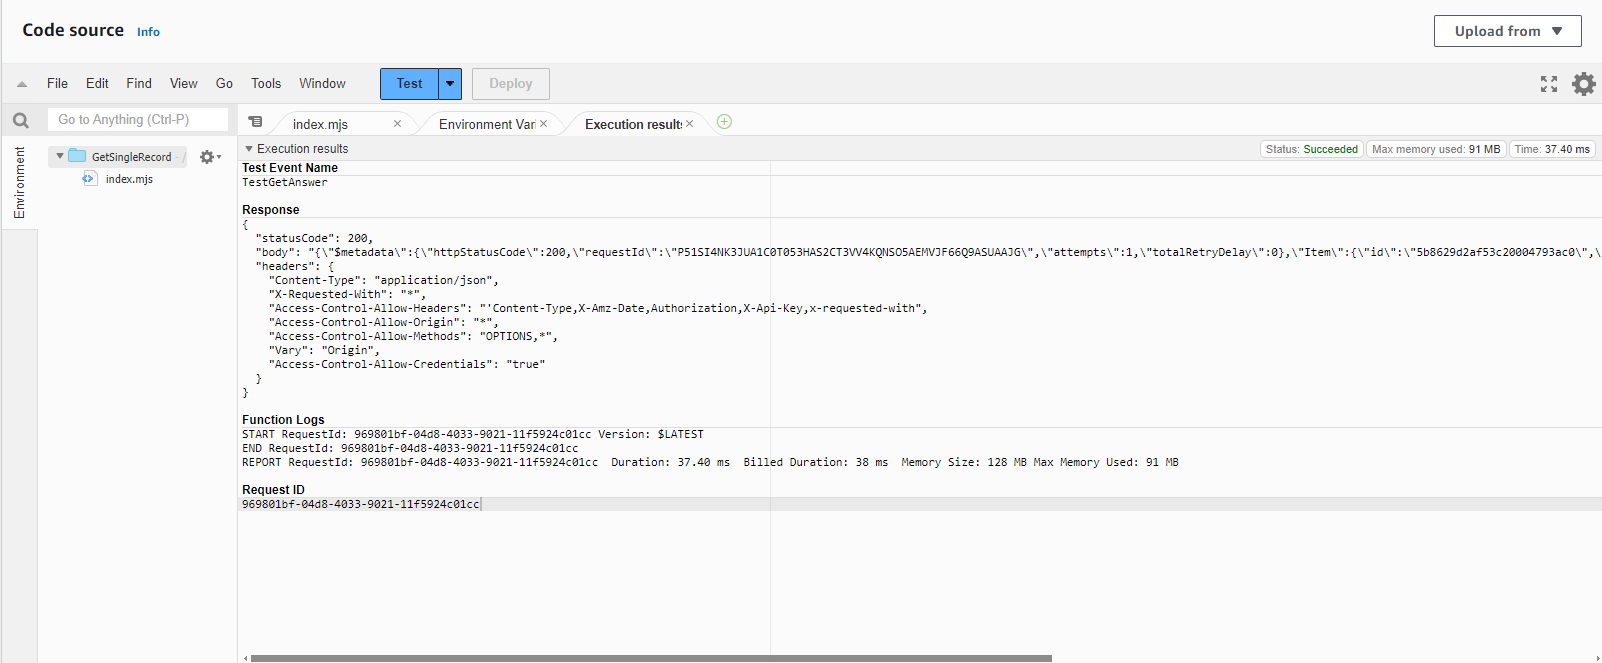 Code source Info
Upload from
File Edit Find View Go Tools Window Test Deploy
Go to Anything (Ctrl-P)
index.mjs Environment Vari Execution results
Environment
GetSingleRecord - /
index.mjs
Execution results
Status: Succeeded Max memory used: 91 MB Time: 37.40 ms
Test Event Name
TestGetAnswer
Response
{
"statusCode": 200,
"body": "{\"$metadata\":{\"httpStatusCode\":200,\"requestId\":\"P51SI4NK3JUA1C0T053HAS2CT3VV4KQNSO5AEMVJF66Q9ASUAAJG\",\"attempts\":1,\"totalRetryDelay\":0},\"Item\":{\"id\":\"5b8629d2af53c20004793ac0\",\
"headers": {
"Content-Type": "application/json",
"X-Requested-With": "*",
"Access-Control-Allow-Headers": "'Content-Type,X-Amz-Date,Authorization,X-Api-Key,x-requested-with",
"Access-Control-Allow-Origin": "*",
"Access-Control-Allow-Methods": "OPTIONS,*",
"Vary": "Origin",
"Access-Control-Allow-Credentials": "true"
}
}
Function Logs
START RequestId: 969801bf-04d8-4033-9021-11f5924c01cc Version: $LATEST
END RequestId: 969801bf-04d8-4033-9021-11f5924c01cc
REPORT RequestId: 969801bf-04d8-4033-9021-11f5924c01cc Duration: 37.40 ms Billed Duration: 38 ms Memory Size: 128 MB Max Memory Used: 91 MB
Request ID
969801bf-04d8-4033-9021-11f5924c01cc